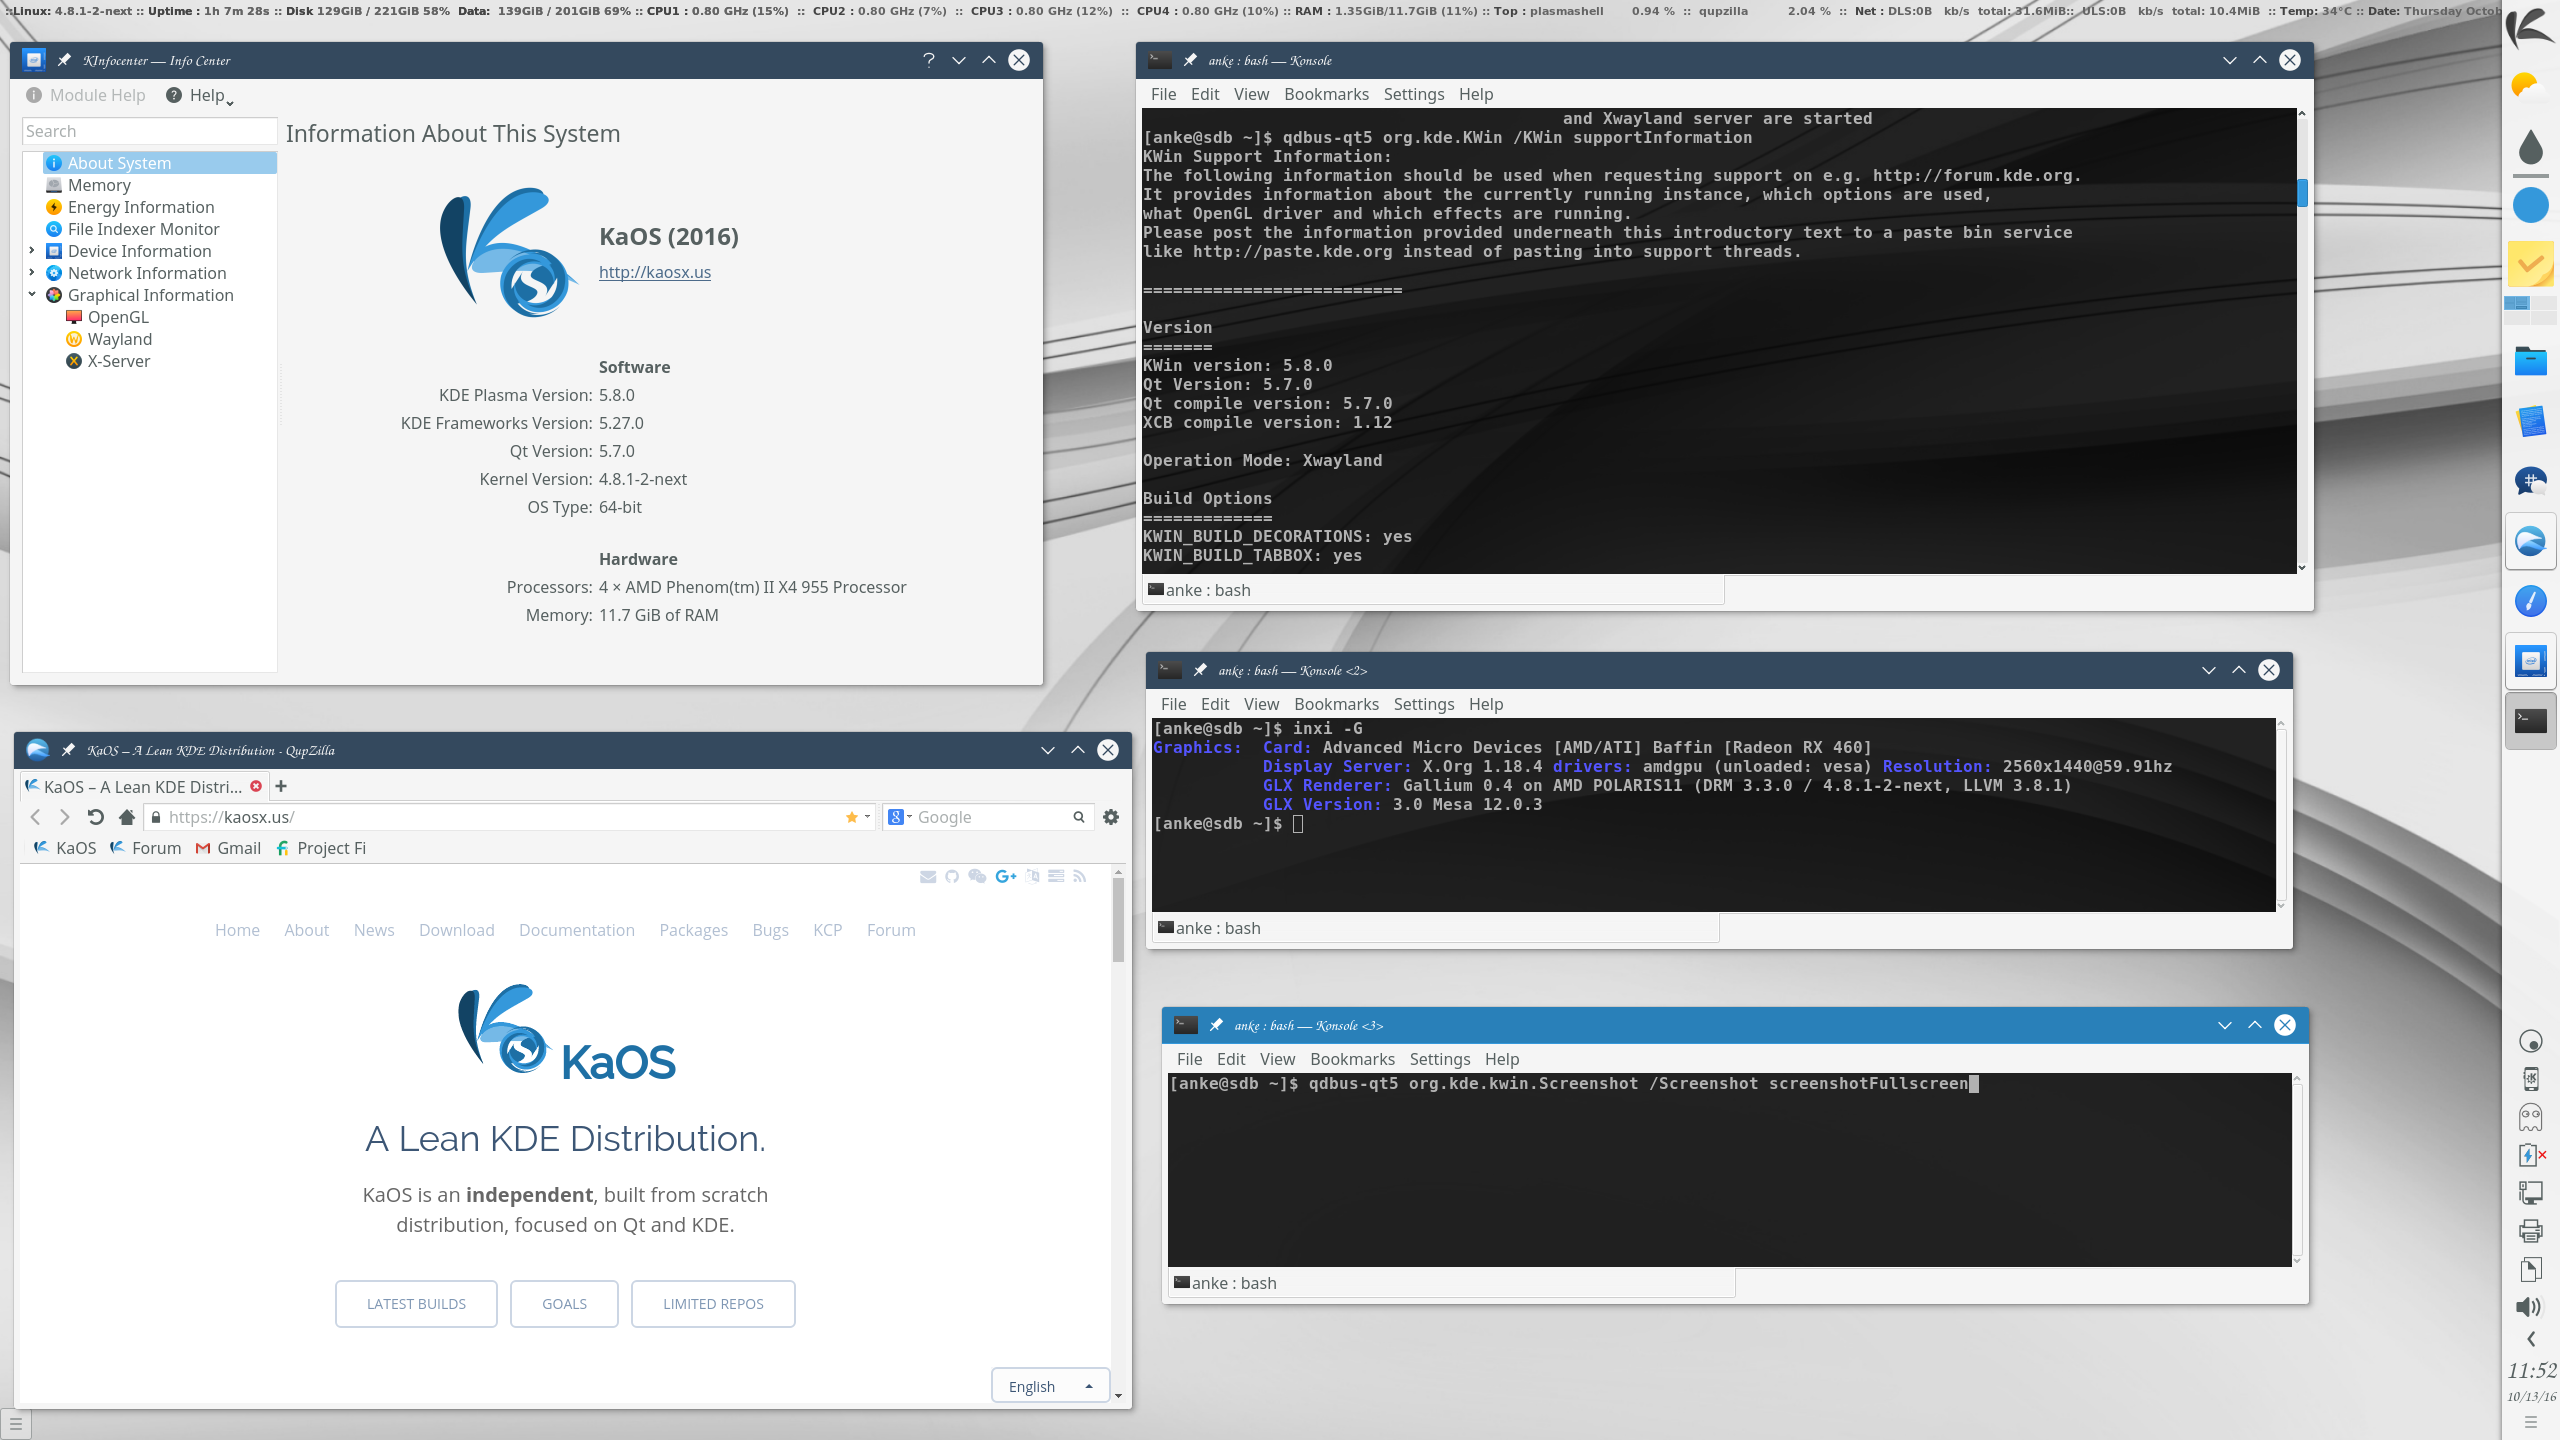 ::Linux: 4.8.1-2-next :: Uptime : 1h 7m 28s :: Disk 129GiB / 221GiB 58% Data: 139GiB / 201GiB 69% :: CPU1 : 0.80 GHz (15%) :: CPU2 : 0.80 GHz (7%) :: CPU3 : 0.80 GHz (12%) :: CPU4 : 0.80 GHz (10%) :: RAM : 1.35GiB/11.7GiB (11%) :: Top : plasmashell 0.94 % :: qupzilla 2.04 % :: Net : DLS:0B kb/s total: 31.6MiB:: ULS:0B kb/s total: 10.4MiB :: Temp: 34°C :: Date: Thursday Octob
KInfocenter — Info Center
Module Help Help
Search
About System
Memory
Energy Information
File Indexer Monitor
Device Information
Network Information
Graphical Information
OpenGL
Wayland
X-Server
Information About This System
KaOS (2016)
http://kaosx.us
Software
KDE Plasma Version: 5.8.0
KDE Frameworks Version: 5.27.0
Qt Version: 5.7.0
Kernel Version: 4.8.1-2-next
OS Type: 64-bit
Hardware
Processors: 4 × AMD Phenom(tm) II X4 955 Processor
Memory: 11.7 GiB of RAM
anke : bash — Konsole
File Edit View Bookmarks Settings Help
and Xwayland server are started
[anke@sdb ~]$ qdbus-qt5 org.kde.KWin /KWin supportInformation
KWin Support Information:
The following information should be used when requesting support on e.g. http://forum.kde.org.
It provides information about the currently running instance, which options are used,
what OpenGL driver and which effects are running.
Please post the information provided underneath this introductory text to a paste bin service
like http://paste.kde.org instead of pasting into support threads.
==========================
Version
=======
KWin version: 5.8.0
Qt Version: 5.7.0
Qt compile version: 5.7.0
XCB compile version: 1.12
Operation Mode: Xwayland
Build Options
=============
KWIN_BUILD_DECORATIONS: yes
KWIN_BUILD_TABBOX: yes
anke : bash
anke : bash — Konsole <2>
File Edit View Bookmarks Settings Help
[anke@sdb ~]$ inxi -G
Graphics: Card: Advanced Micro Devices [AMD/ATI] Baffin [Radeon RX 460]
Display Server: X.Org 1.18.4 drivers: amdgpu (unloaded: vesa) Resolution: 2560x1440@59.91hz
GLX Renderer: Gallium 0.4 on AMD POLARIS11 (DRM 3.3.0 / 4.8.1-2-next, LLVM 3.8.1)
GLX Version: 3.0 Mesa 12.0.3
[anke@sdb ~]$
anke : bash
anke : bash — Konsole <3>
File Edit View Bookmarks Settings Help
[anke@sdb ~]$ qdbus-qt5 org.kde.kwin.Screenshot /Screenshot screenshotFullscreen
anke : bash
KaOS – A Lean KDE Distribution - QupZilla
KaOS – A Lean KDE Distri...
https://kaosx.us/
Google
KaOS Forum Gmail Project Fi
Home About News Download Documentation Packages Bugs KCP Forum
KaOS
A Lean KDE Distribution.
KaOS is an independent, built from scratch
distribution, focused on Qt and KDE.
LATEST BUILDS GOALS LIMITED REPOS
English
11:52
10/13/16